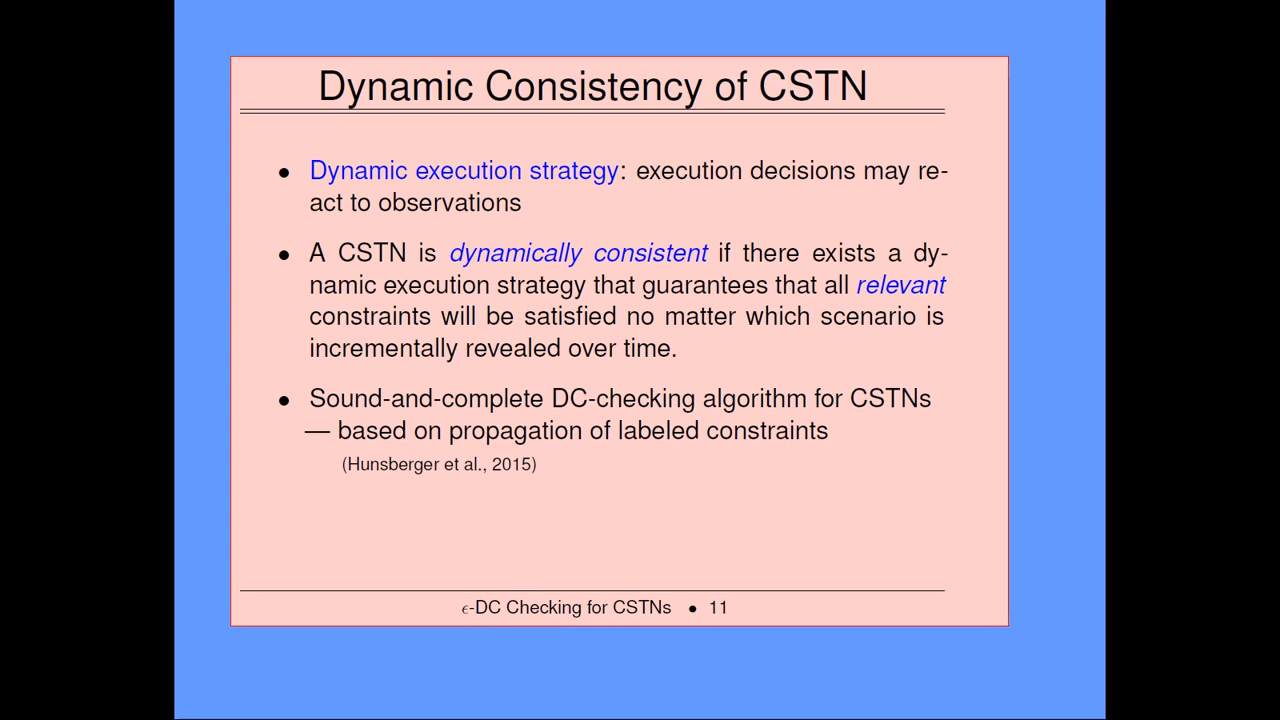 Dynamic Consistency of CSTN
• Dynamic execution strategy: execution decisions may re-
act to observations
• A CSTN is dynamically consistent if there exists a dy-
namic execution strategy that guarantees that all relevant
constraints will be satisfied no matter which scenario is
incrementally revealed over time.
• Sound-and-complete DC-checking algorithm for CSTNs
— based on propagation of labeled constraints
(Hunsberger et al., 2015)
ϵ-DC Checking for CSTNs • 11